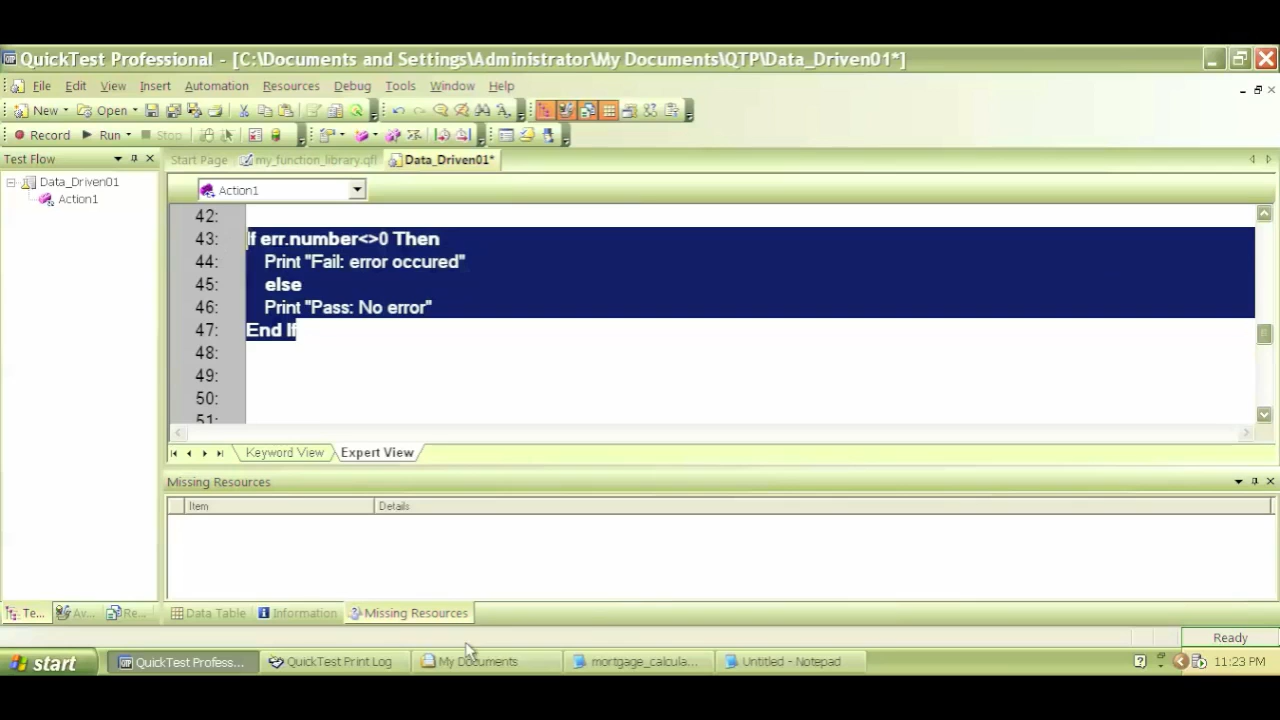 QuickTest Professional - [C:\Documents and Settings\Administrator\My Documents\QTP\Data_Driven01*]
File Edit View Insert Automation Resources Debug Tools Window Help
New Open
Record Run Stop
Test Flow
Start Page my_function_library.qfl Data_Driven01*
Data_Driven01
Action1
Action1
42:
43: If err.number<>0 Then
44: Print "Fail: error occured"
45: else
46: Print "Pass: No error"
47: End If
48:
49:
50:
51:
Keyword View Expert View
Missing Resources
Item Details
Te... Av... Re... Data Table Information Missing Resources
Ready
start QuickTest Profess... QuickTest Print Log My Documents mortgage_calcula... Untitled - Notepad 11:23 PM